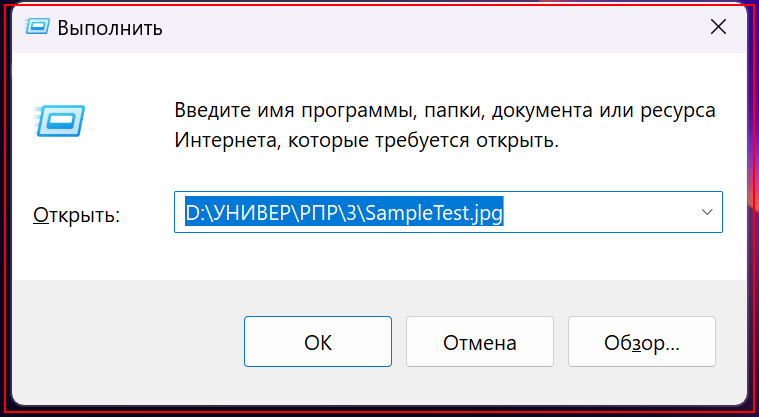 Выполнить
Введите имя программы, папки, документа или ресурса
Интернета, которые требуется открыть.
Открыть: D:\УНИВЕР\РПР\3\SampleTest.jpg
ОК Отмена Обзор...